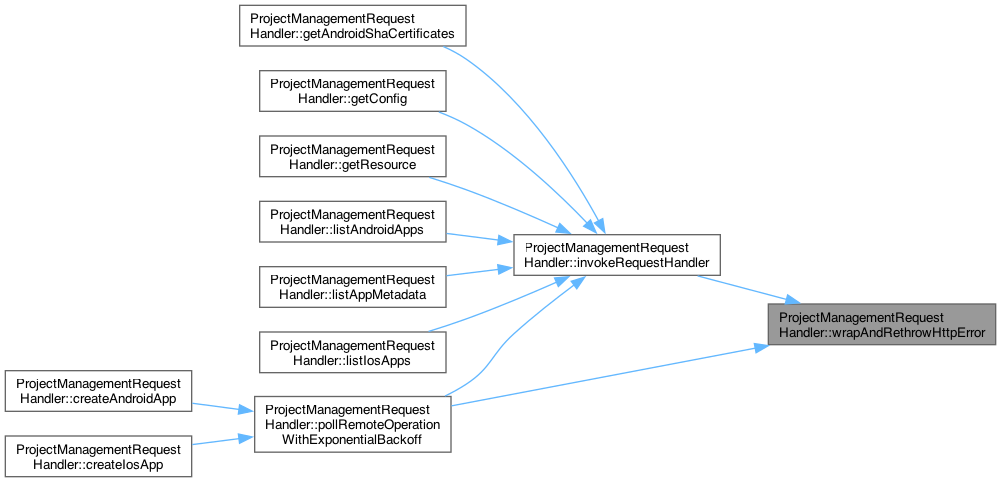 ProjectManagementRequest
Handler::getAndroidShaCertificates
ProjectManagementRequest
Handler::getConfig
ProjectManagementRequest
Handler::getResource
ProjectManagementRequest
Handler::listAndroidApps
ProjectManagementRequest
Handler::invokeRequestHandler
ProjectManagementRequest
Handler::listAppMetadata
ProjectManagementRequest
Handler::wrapAndRethrowHttpError
ProjectManagementRequest
Handler::listIosApps
ProjectManagementRequest
Handler::createAndroidApp
ProjectManagementRequest
Handler::pollRemoteOperation
WithExponentialBackoff
ProjectManagementRequest
Handler::createIosApp